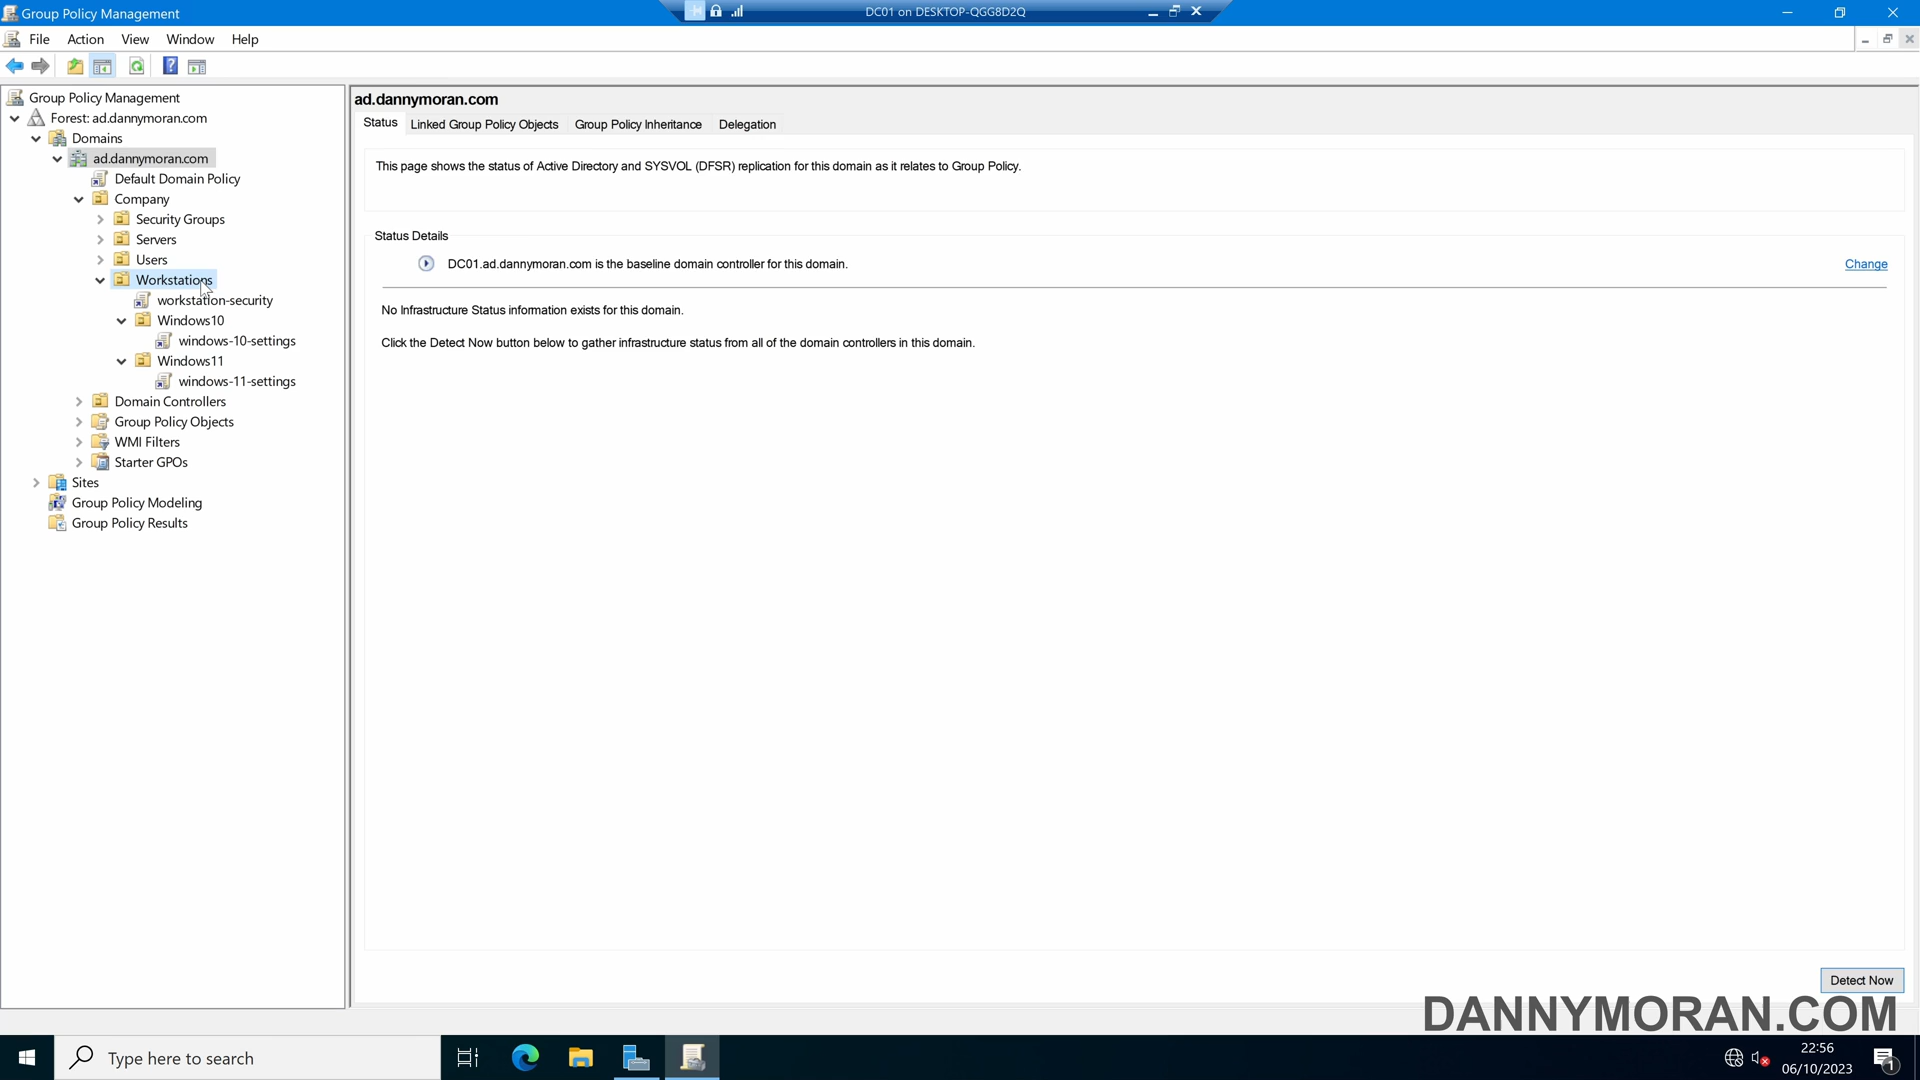 Group Policy Management
DC01 on DESKTOP-QGG8D2Q
File Action View Window Help
Group Policy Management
Forest: ad.dannymoran.com
Domains
ad.dannymoran.com
Default Domain Policy
Company
Security Groups
Servers
Users
Workstations
workstation-security
Windows10
windows-10-settings
Windows11
windows-11-settings
Domain Controllers
Group Policy Objects
WMI Filters
Starter GPOs
Sites
Group Policy Modeling
Group Policy Results
ad.dannymoran.com
Status Linked Group Policy Objects Group Policy Inheritance Delegation
This page shows the status of Active Directory and SYSVOL (DFSR) replication for this domain as it relates to Group Policy.
Status Details
DC01.ad.dannymoran.com is the baseline domain controller for this domain. Change
No Infrastructure Status information exists for this domain.
Click the Detect Now button below to gather infrastructure status from all of the domain controllers in this domain.
Detect Now
DANNYMORAN.COM
Type here to search
22:56
06/10/2023
1